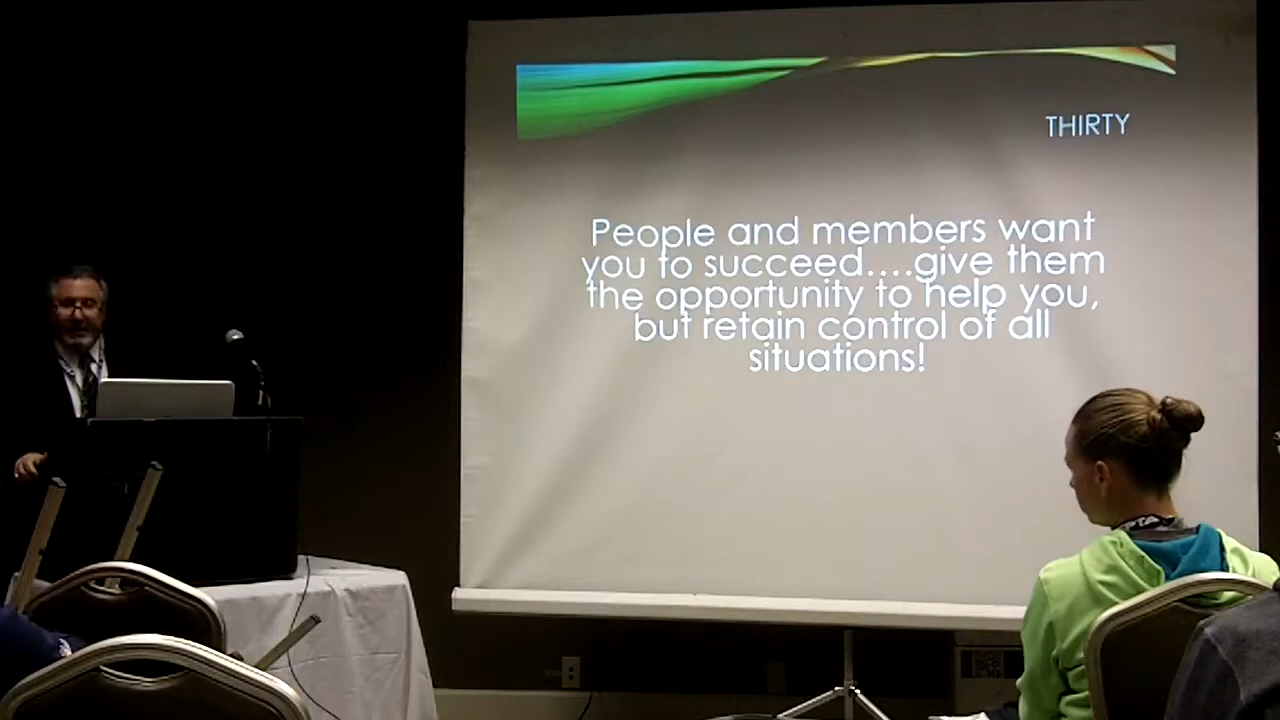 THIRTY
People and members want
you to succeed....give them
the opportunity to help you,
but retain control of all
situations!
PTA